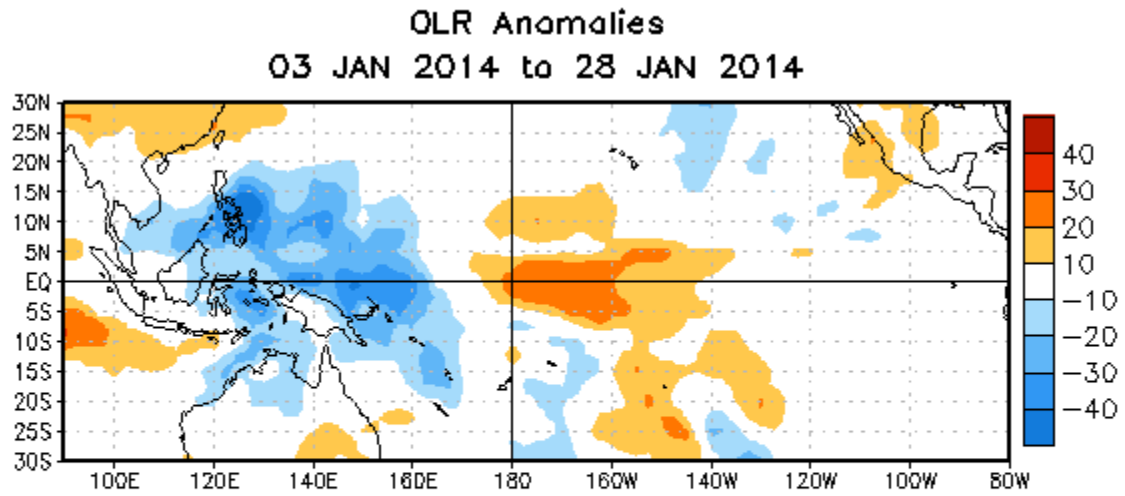 OLR Anomalies
03 JAN 2014 to 28 JAN 2014
30N
25N
20N
15N
10N
5N
EQ
5S
10S
15S
20S
25S
30S
100E 120E 140E 160E 180 160W 140W 120W 100W 80W
40
30
20
10
-10
-20
-30
-40